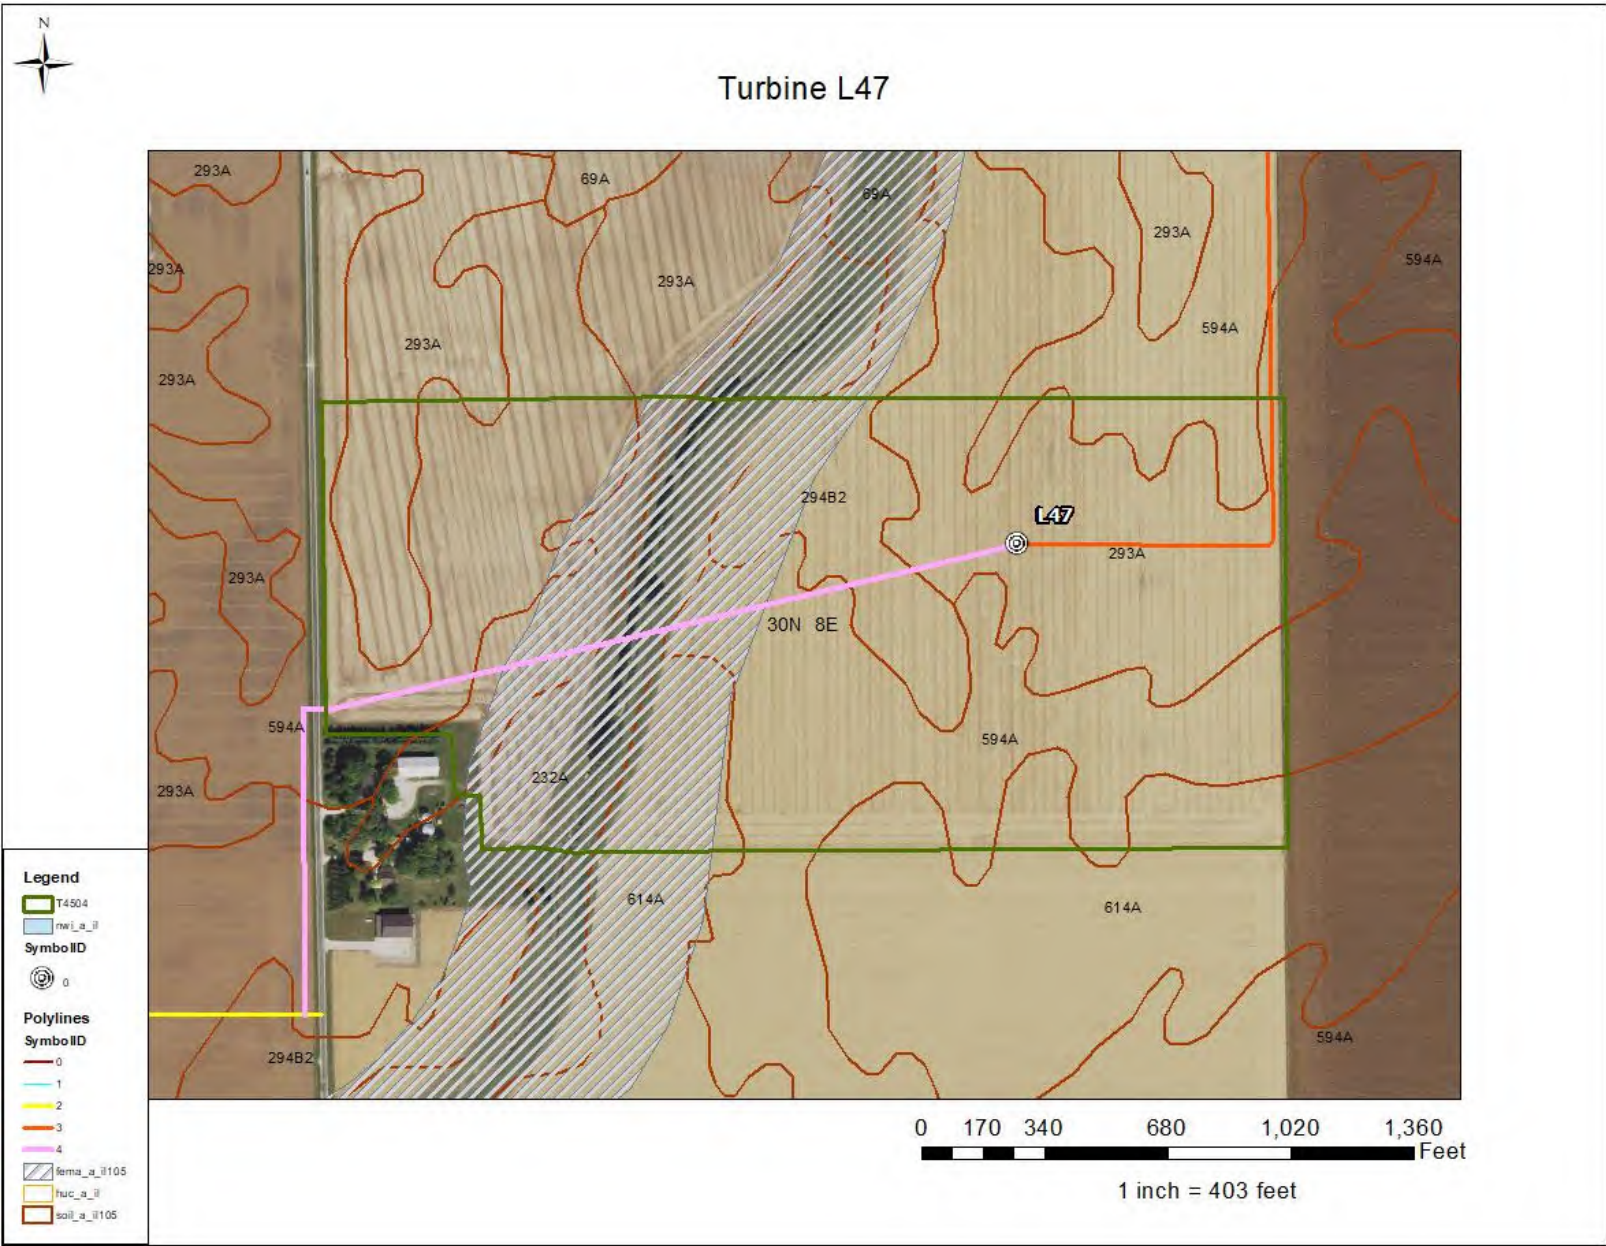 N
Turbine L47
293A
69A
69A
293A
594A
293A
293A
594A
293A
293A
293A
294B2
L47
293A
293A
30N 8E
594A
594A
293A
232A
614A
614A
594A
294B2
Legend
T4504
nwi_a_il
SymbolID
0
Polylines
SymbolID
0
1
2
3
4
fema_a_il105
huc_a_il
soil_a_il105
0 170 340 680 1,020 1,360
Feet
1 inch = 403 feet